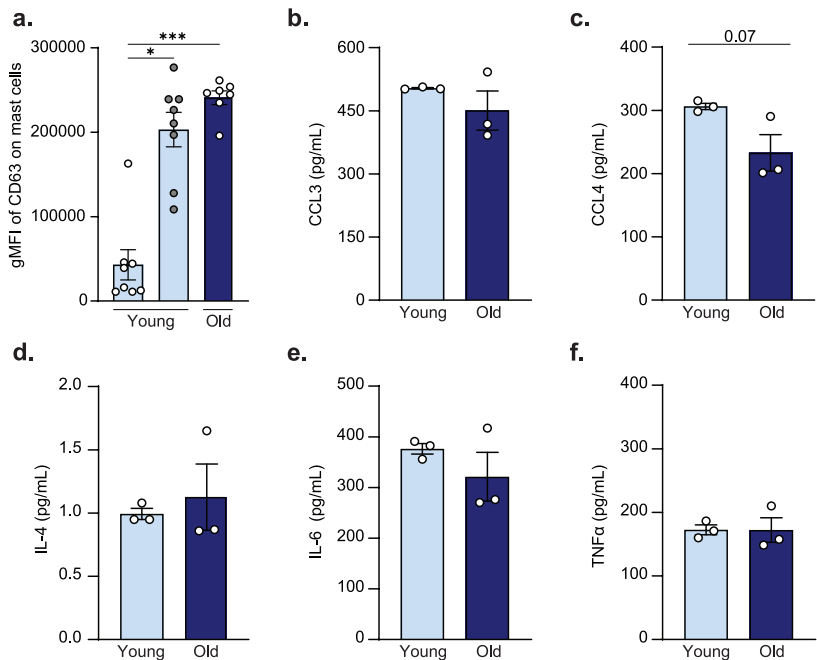 a.
***
*
gMFI of CD63 on mast cells
300000
200000
100000
0
Young
Old
b.
CCL3 (pg/mL)
600
450
300
150
0
Young
Old
c.
0.07
CCL4 (pg/mL)
400
300
200
100
0
Young
Old
d.
IL-4 (pg/mL)
2.0
1.5
1.0
0.5
0.0
Young
Old
e.
IL-6 (pg/mL)
500
400
300
200
100
0
Young
Old
f.
TNFα (pg/mL)
400
300
200
100
0
Young
Old